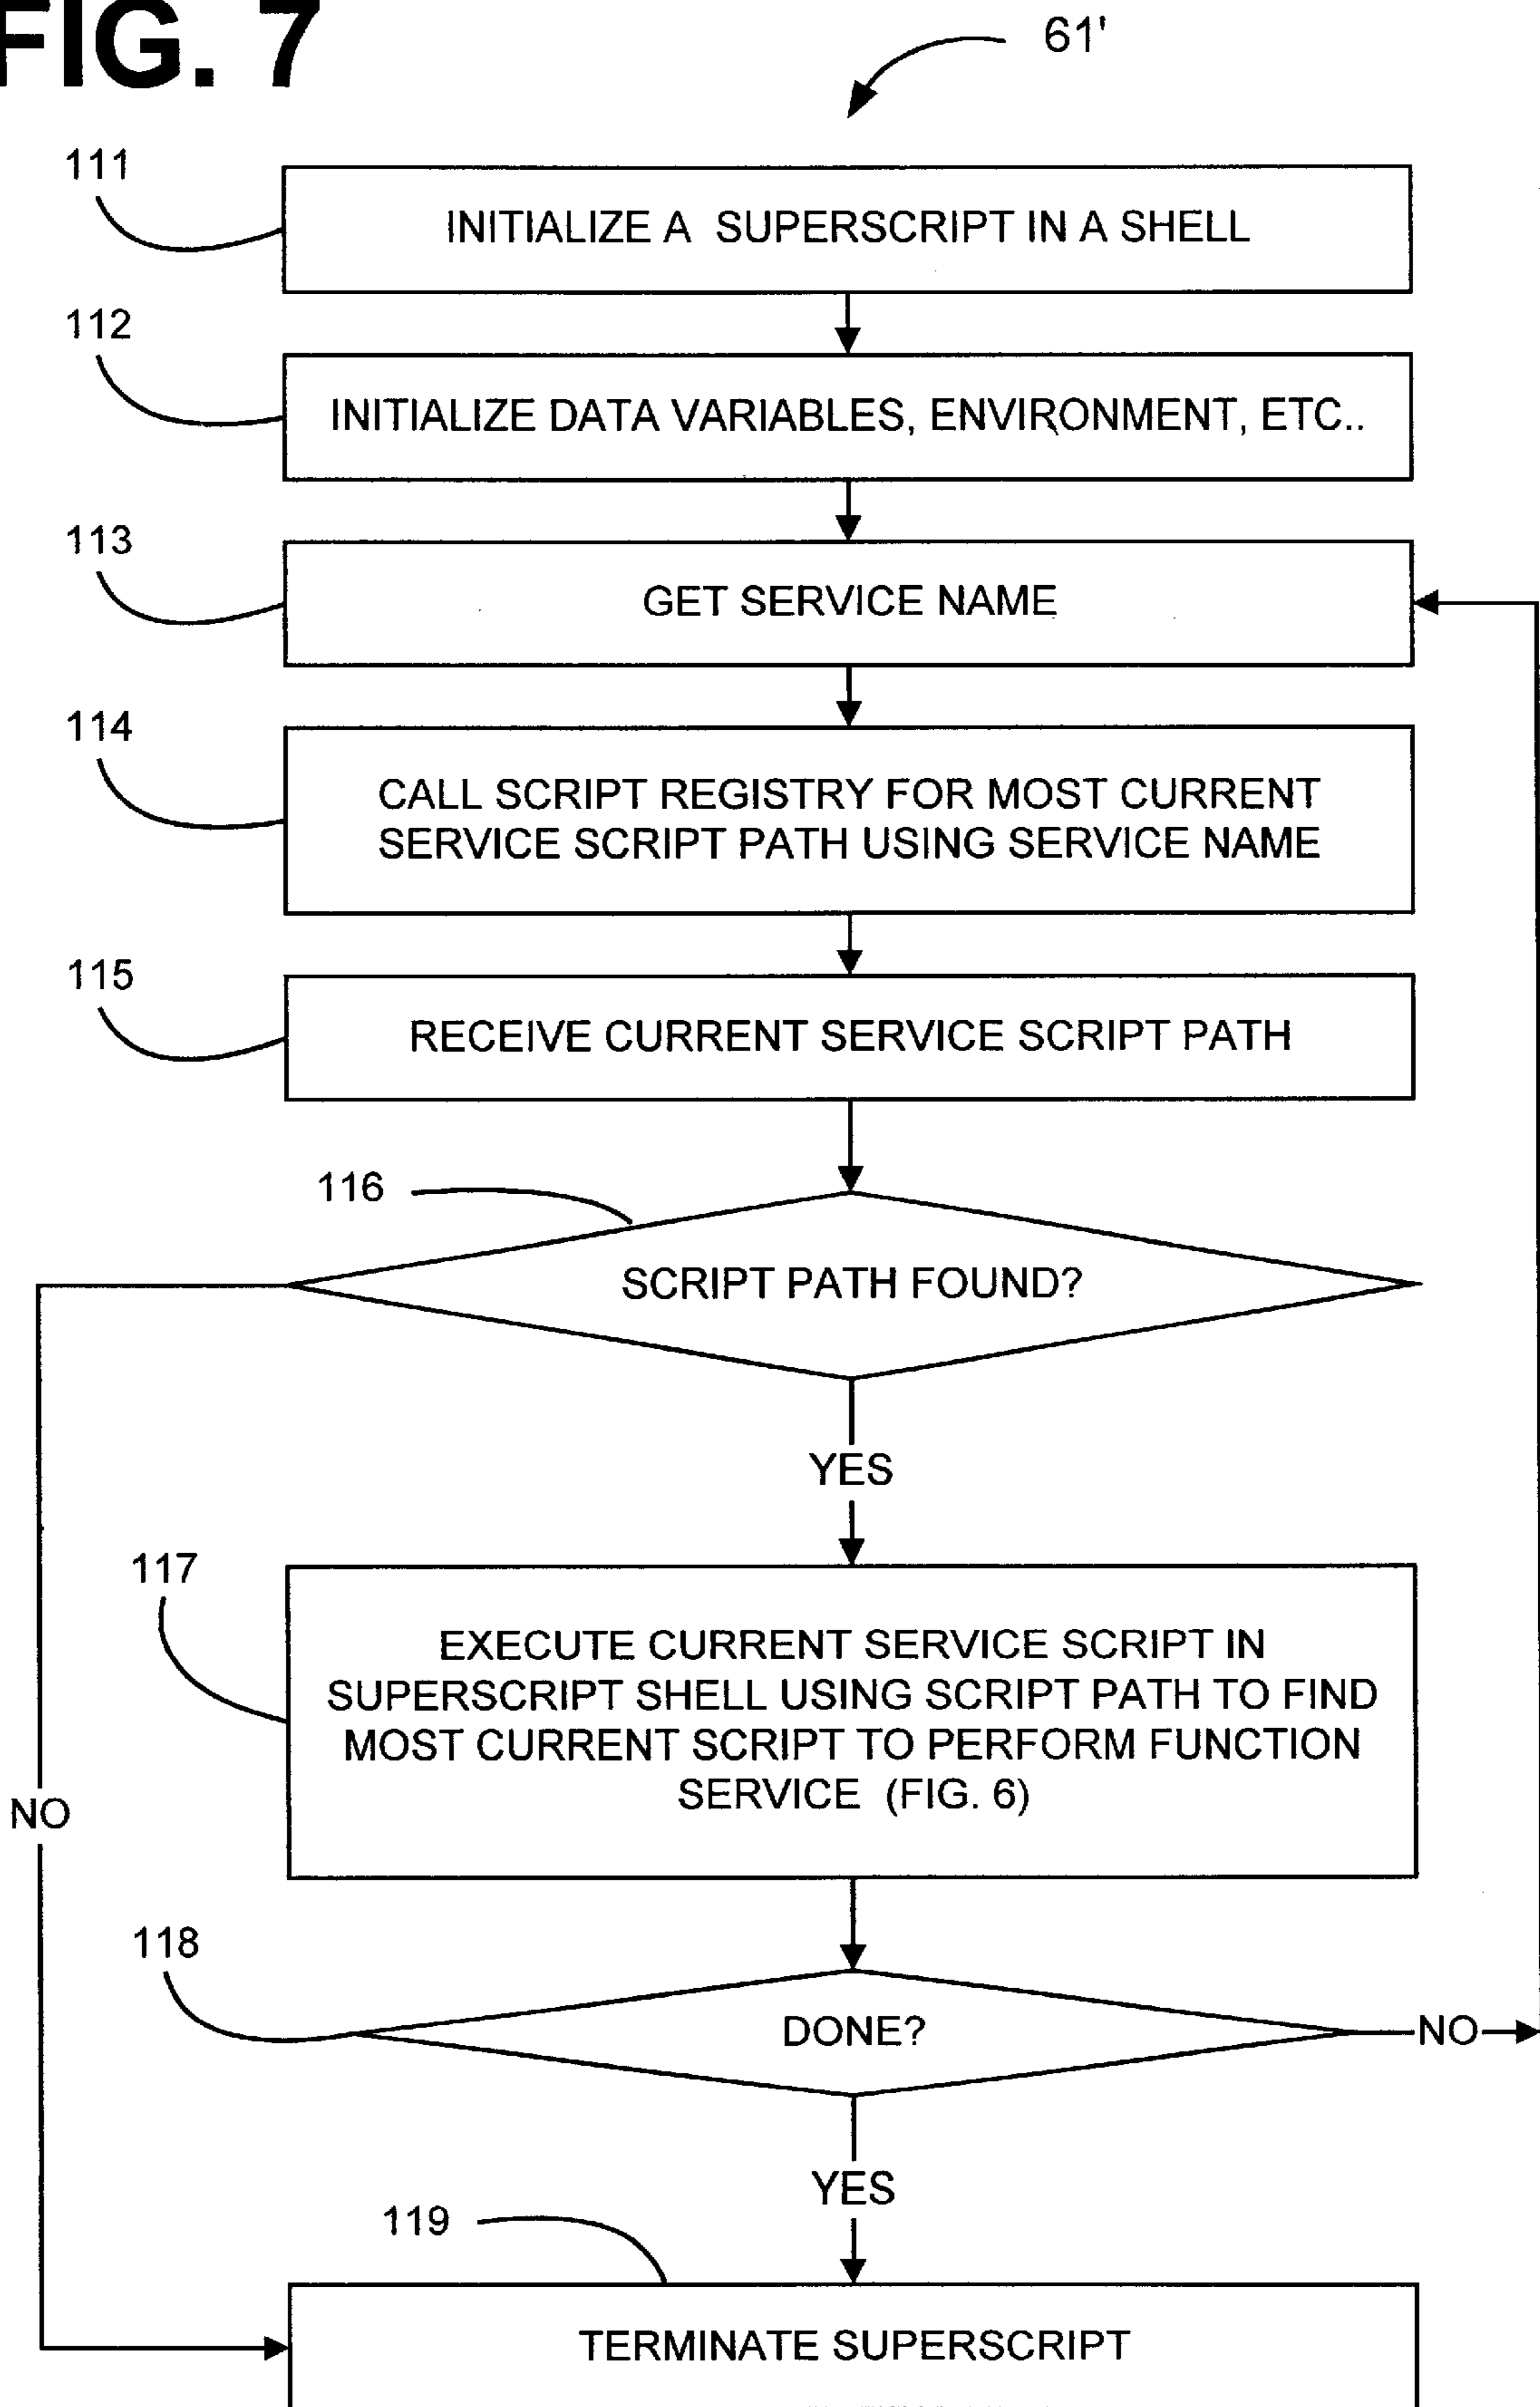 FIG. 7
61'
111
INITIALIZE A SUPERSCRIPT IN A SHELL
112
INITIALIZE DATA VARIABLES, ENVIRONMENT, ETC..
113
GET SERVICE NAME
114
CALL SCRIPT REGISTRY FOR MOST CURRENT
SERVICE SCRIPT PATH USING SERVICE NAME
115
RECEIVE CURRENT SERVICE SCRIPT PATH
116
SCRIPT PATH FOUND?
YES
117
EXECUTE CURRENT SERVICE SCRIPT IN
SUPERSCRIPT SHELL USING SCRIPT PATH TO FIND
MOST CURRENT SCRIPT TO PERFORM FUNCTION
SERVICE (FIG. 6)
NO
118
DONE?
NO
YES
119
TERMINATE SUPERSCRIPT